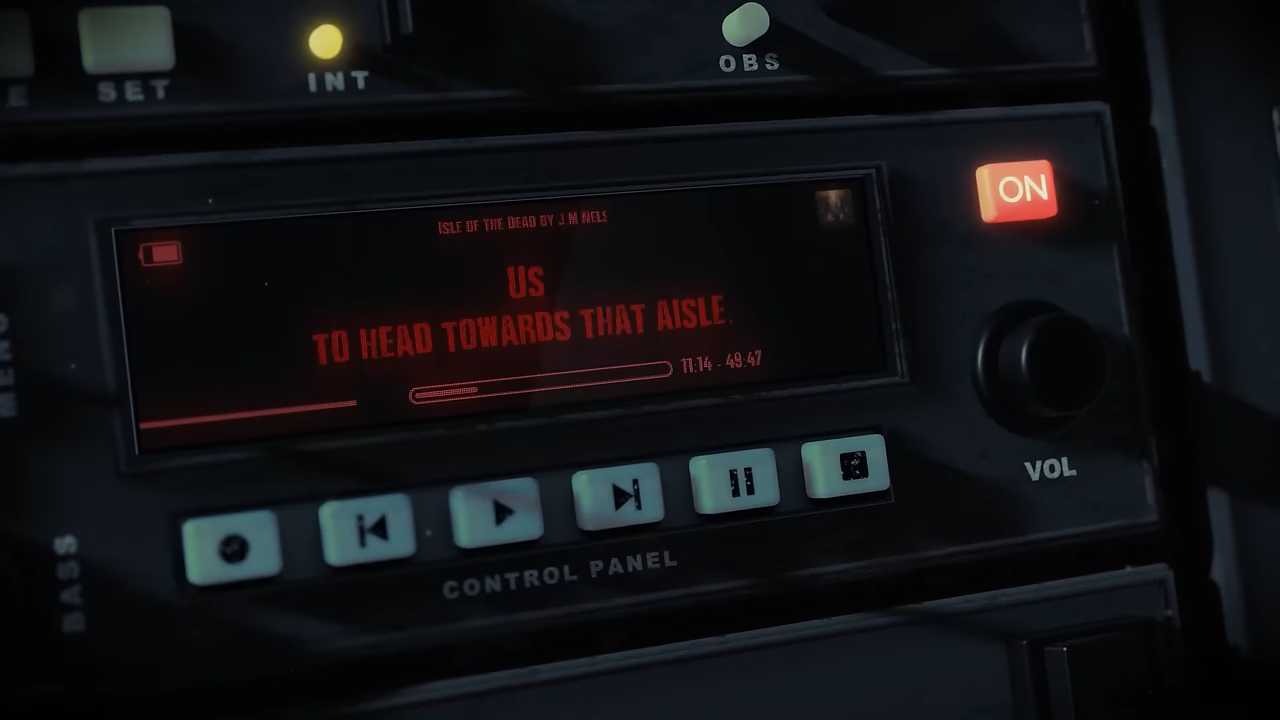 E
SET
INT
OBS
ISLE OF THE DEAD BY J.M NELS
ON
US
TO HEAD TOWARDS THAT AISLE.
11:14 - 49:47
MENU
VOL
CONTROL PANEL
BASS